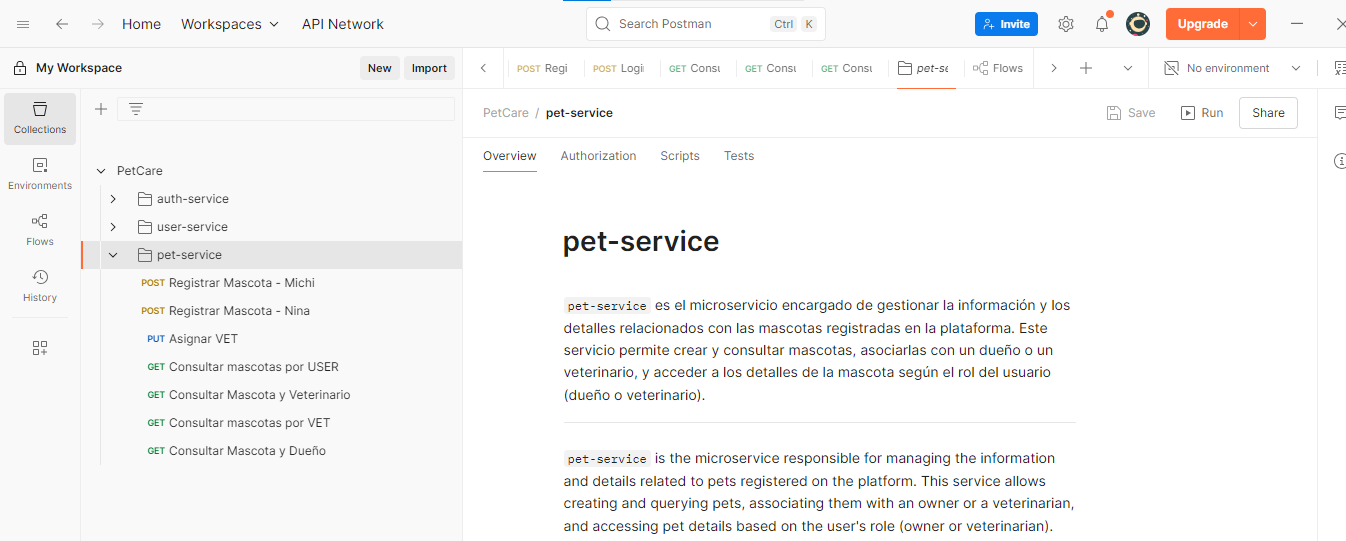 Home Workspaces API Network Search Postman Ctrl K Invite Upgrade
My Workspace New Import POST Regi POST Logi GET Consu GET Consu GET Consu pet-se Flows No environment
Collections
Environments
Flows
History
PetCare
auth-service
user-service
pet-service
POST Registrar Mascota - Michi
POST Registrar Mascota - Nina
PUT Asignar VET
GET Consultar mascotas por USER
GET Consultar Mascota y Veterinario
GET Consultar mascotas por VET
GET Consultar Mascota y Dueño
PetCare / pet-service Save Run Share
Overview Authorization Scripts Tests
pet-service
pet-service es el microservicio encargado de gestionar la información y los
detalles relacionados con las mascotas registradas en la plataforma. Este
servicio permite crear y consultar mascotas, asociarlas con un dueño o un
veterinario, y acceder a los detalles de la mascota según el rol del usuario
(dueño o veterinario).
pet-service is the microservice responsible for managing the information
and details related to pets registered on the platform. This service allows
creating and querying pets, associating them with an owner or a veterinarian,
and accessing pet details based on the user's role (owner or veterinarian).